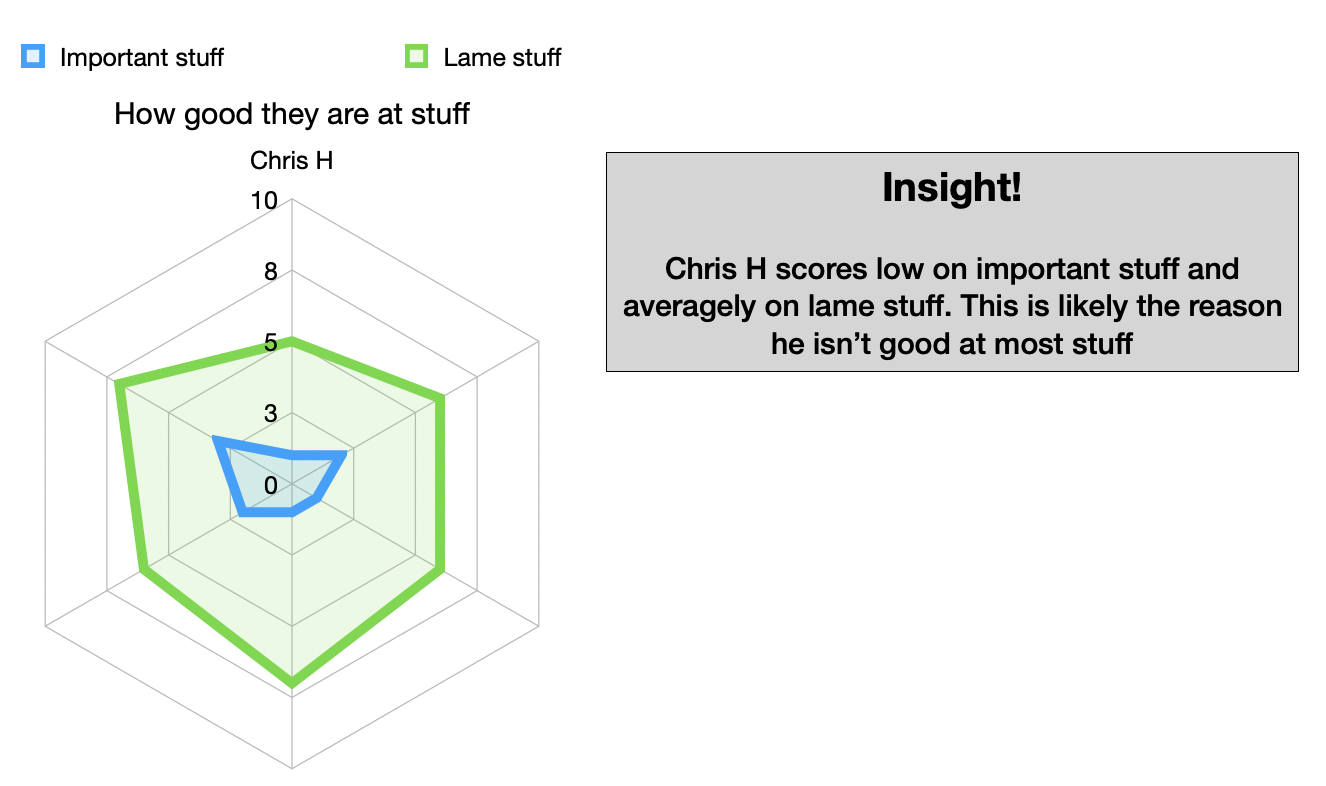 Important stuff
Lame stuff
How good they are at stuff
Chris H
10
8
5
3
0
Insight!
Chris H scores low on important stuff and
averagely on lame stuff. This is likely the reason
he isn’t good at most stuff